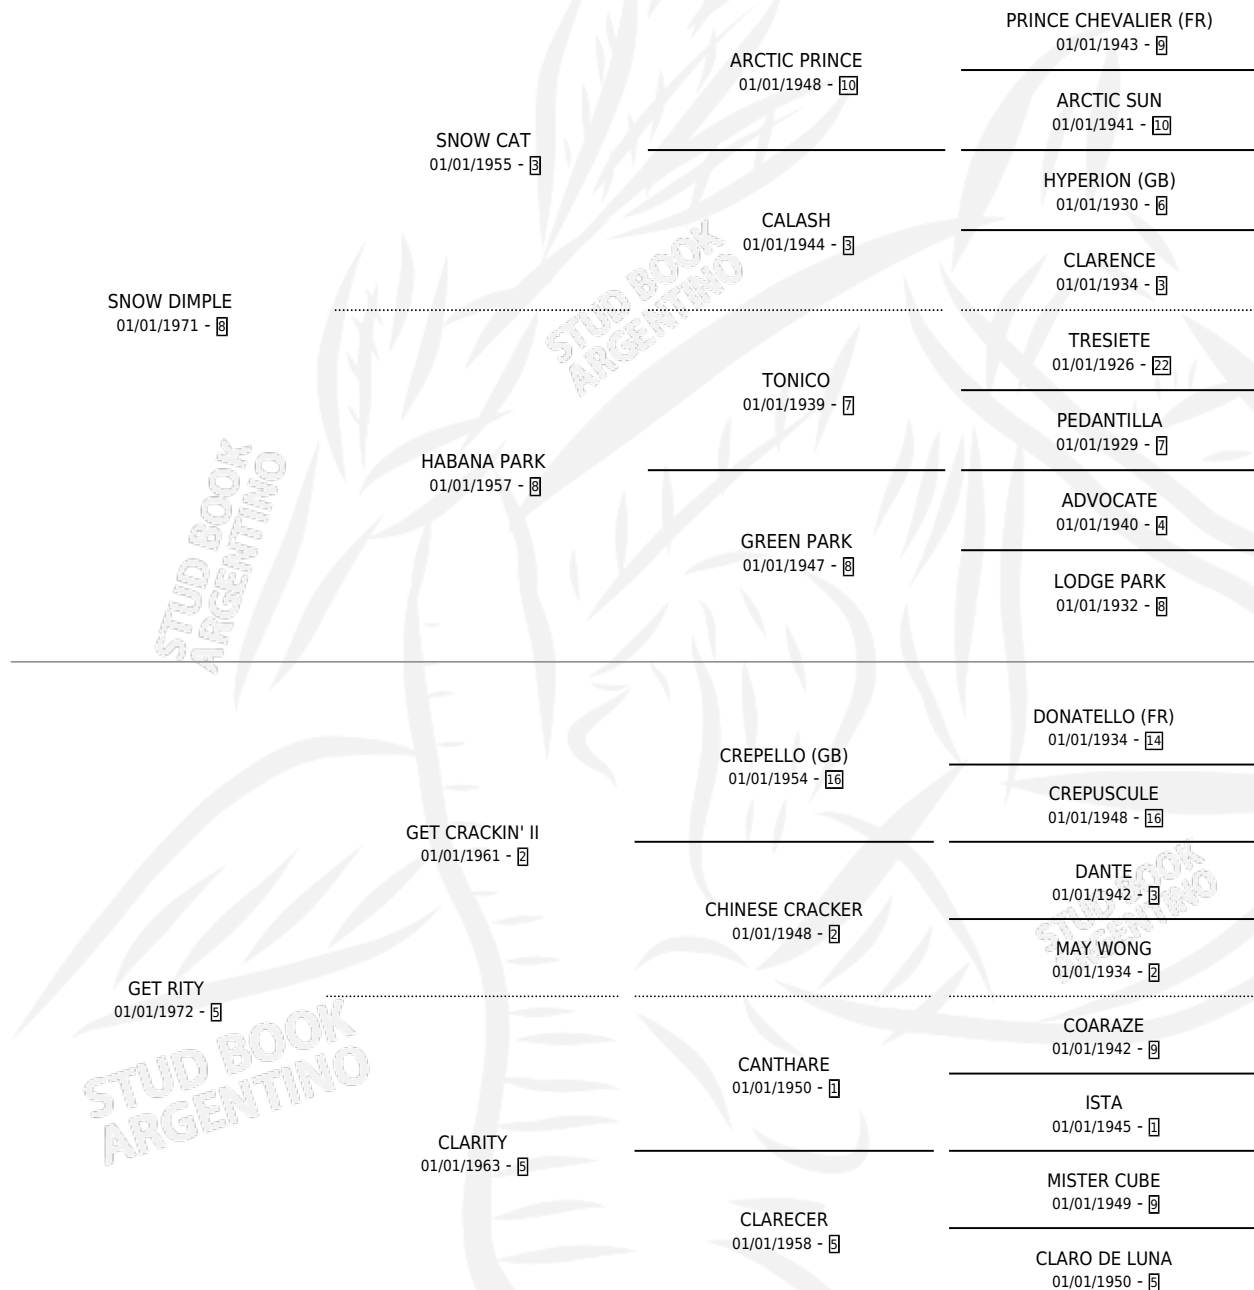 PRINCE CHEVALIER (FR)
01/01/1943 - 9
ARCTIC PRINCE
01/01/1948 - 10
ARCTIC SUN
01/01/1941 - 10
SNOW CAT
01/01/1955 - 3
HYPERION (GB)
01/01/1930 - 6
CALASH
01/01/1944 - 3
CLARENCE
01/01/1934 - 3
SNOW DIMPLE
01/01/1971 - 8
TRESIETE
01/01/1926 - 22
TONICO
01/01/1939 - 7
PEDANTILLA
01/01/1929 - 7
HABANA PARK
01/01/1957 - 8
ADVOCATE
01/01/1940 - 4
GREEN PARK
01/01/1947 - 8
LODGE PARK
01/01/1932 - 8
DONATELLO (FR)
01/01/1934 - 14
CREPELLO (GB)
01/01/1954 - 16
CREPUSCULE
01/01/1948 - 16
GET CRACKIN' II
01/01/1961 - 2
DANTE
01/01/1942 - 3
CHINESE CRACKER
01/01/1948 - 2
MAY WONG
01/01/1934 - 2
GET RITY
01/01/1972 - 5
COARAZE
01/01/1942 - 9
CANTHARE
01/01/1950 - 1
ISTA
01/01/1945 - 1
CLARITY
01/01/1963 - 5
MISTER CUBE
01/01/1949 - 9
CLARECER
01/01/1958 - 5
CLARO DE LUNA
01/01/1950 - 5
STUD BOOK
ARGENTINO
STUD BOOK
ARGENTINO
STUD BOOK
ARGENTINO
STUD BOOK
ARGENTINO